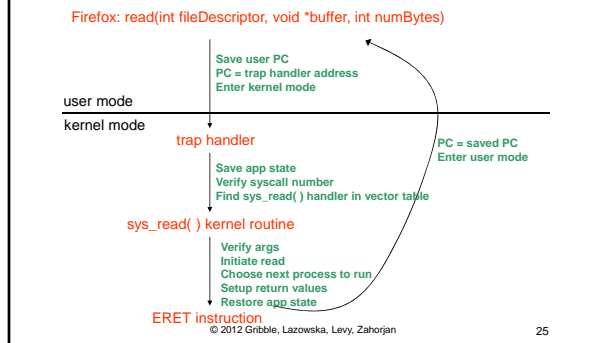 Firefox: read(int fileDescriptor, void *buffer, int numBytes)
Save user PC
PC = trap handler address
Enter kernel mode
user mode
kernel mode
trap handler
PC = saved PC
Enter user mode
Save app state
Verify syscall number
Find sys_read( ) handler in vector table
sys_read( ) kernel routine
Verify args
Initiate read
Choose next process to run
Setup return values
Restore app state
ERET instruction
© 2012 Gribble, Lazowska, Levy, Zahorjan
25